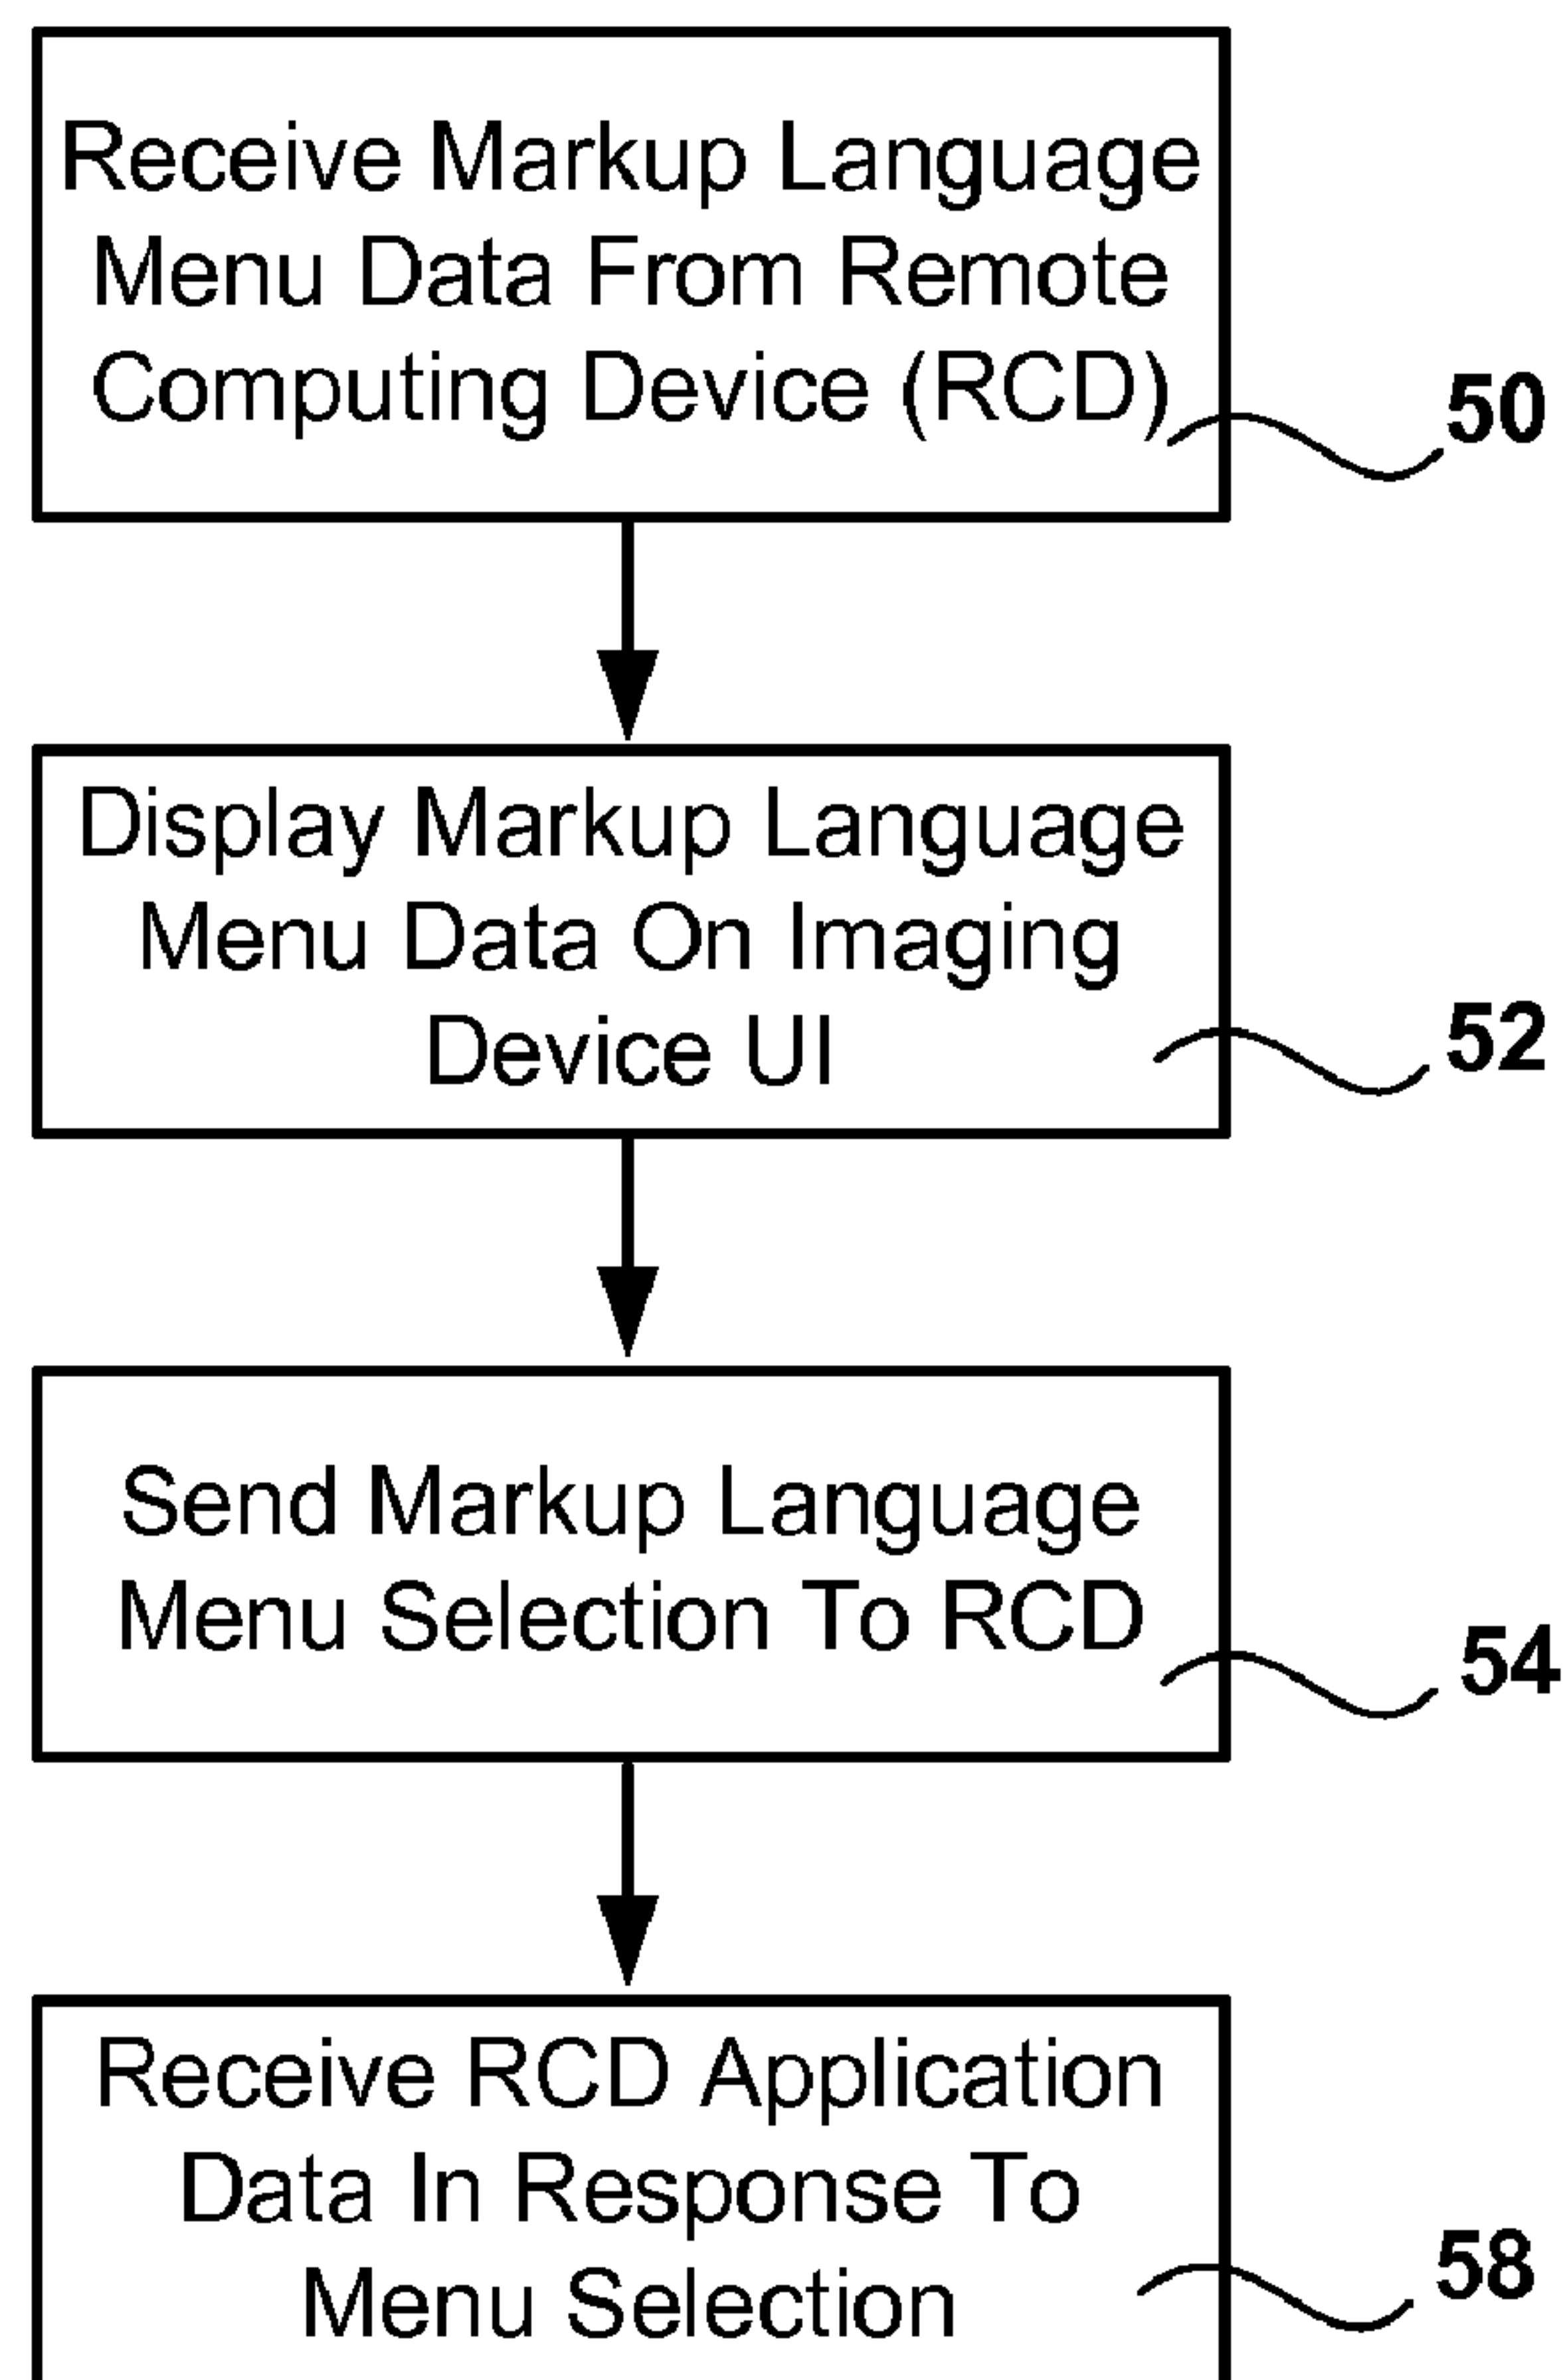 Receive Markup Language
Menu Data From Remote
Computing Device (RCD)
50
Display Markup Language
Menu Data On Imaging
Device UI
52
Send Markup Language
Menu Selection To RCD
54
Receive RCD Application
Data In Response To
Menu Selection
58